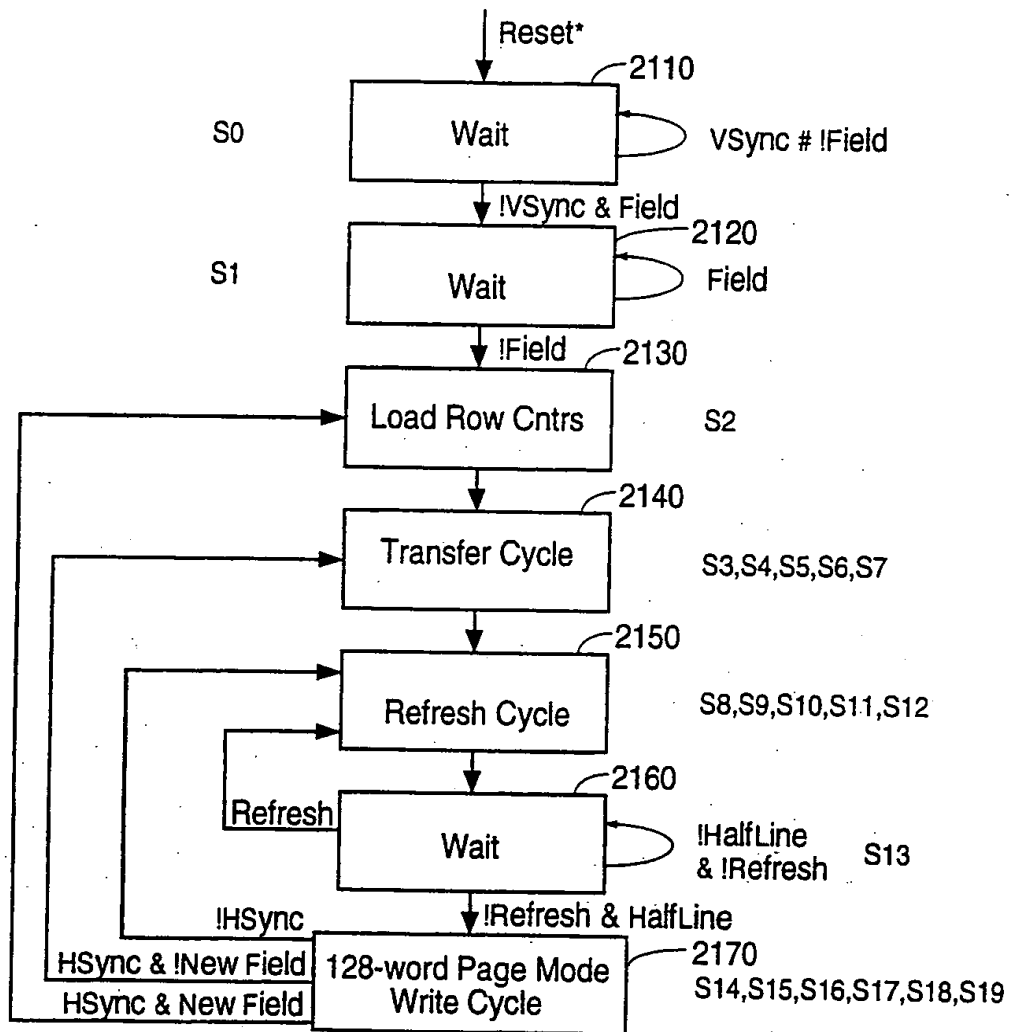 Reset*
2110
S0
Wait
VSync # !Field
!VSync & Field
2120
S1
Wait
Field
!Field
2130
Load Row Cntrs
S2
2140
Transfer Cycle
S3,S4,S5,S6,S7
2150
Refresh Cycle
S8,S9,S10,S11,S12
2160
Refresh
Wait
!HalfLine
& !Refresh
S13
!Refresh & HalfLine
!HSync
HSync & !New Field
HSync & New Field
2170
128-word Page Mode
Write Cycle
S14,S15,S16,S17,S18,S19